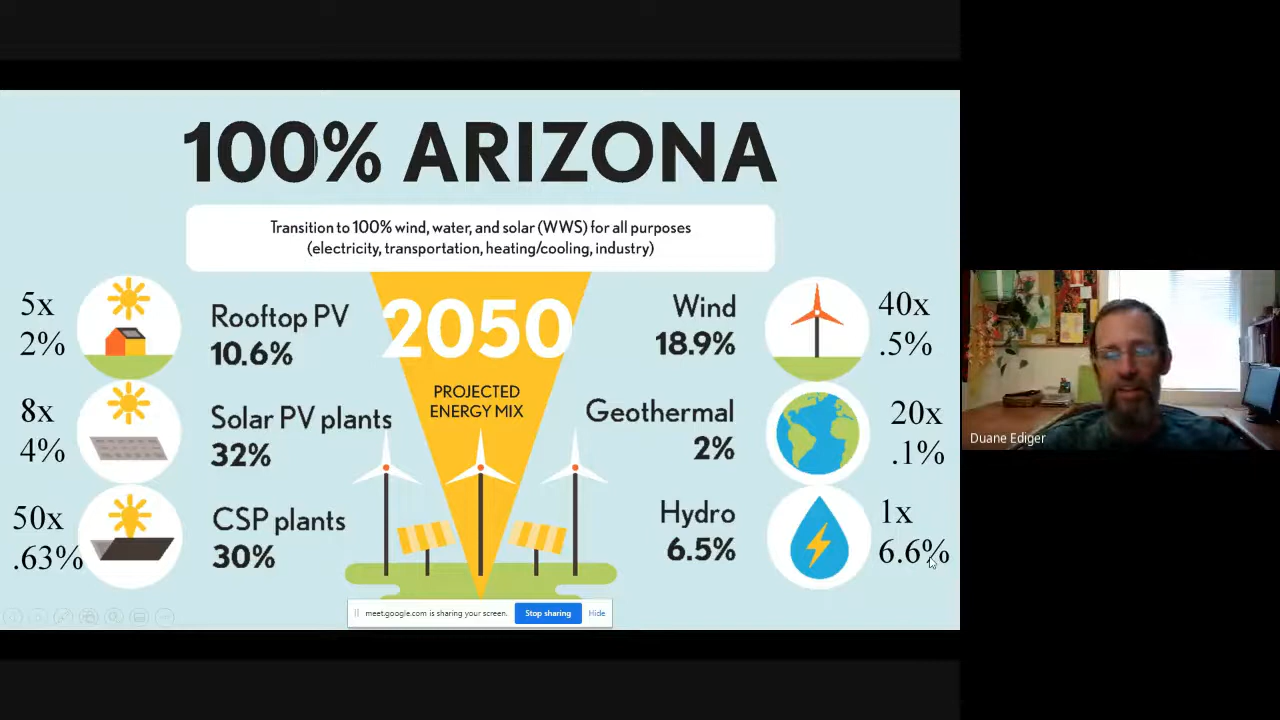 100% ARIZONA
Transition to 100% wind, water, and solar (WWS) for all purposes
(electricity, transportation, heating/cooling, industry)
5x
2%
Rooftop PV
10.6%
8x
4%
Solar PV plants
32%
50x
.63%
CSP plants
30%
2050
PROJECTED
ENERGY MIX
Wind
18.9%
40x
.5%
Geothermal
2%
20x
.1%
Hydro
6.5%
1x
6.6%
meet.google.com is sharing your screen.
Stop sharing
Hide
Duane Ediger